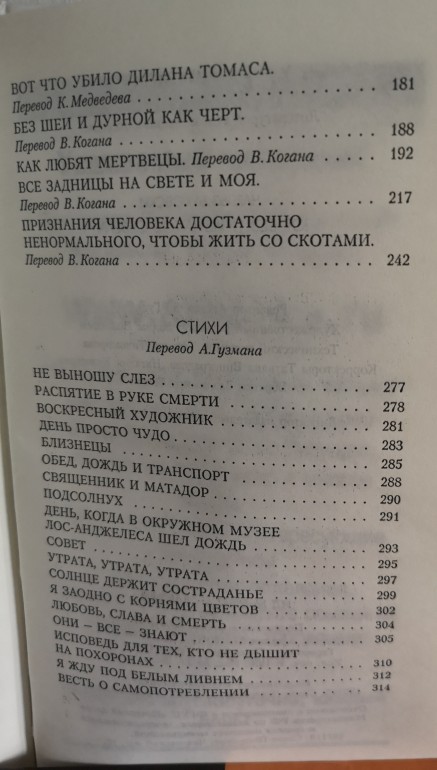 ВОТ ЧТО УБИЛО ДИЛАНА ТОМАСА.
Перевод К.Медведева . . . . . . . . . . . . . . . . . . . . . . . . . 181
БЕЗ ШЕИ И ДУРНОЙ КАК ЧЕРТ.
Перевод В.Когана . . . . . . . . . . . . . . . . . . . . . . . . . 188
КАК ЛЮБЯТ МЕРТВЕЦЫ. Перевод В.Когана . . . . . . 192
ВСЕ ЗАДНИЦЫ НА СВЕТЕ И МОЯ.
Перевод В.Когана . . . . . . . . . . . . . . . . . . . . . . . . . 217
ПРИЗНАНИЯ ЧЕЛОВЕКА ДОСТАТОЧНО
НЕНОРМАЛЬНОГО, ЧТОБЫ ЖИТЬ СО СКОТАМИ.
Перевод В.Когана . . . . . . . . . . . . . . . . . . . . . . . . . 242
СТИХИ
Перевод А.Гузмана
НЕ ВЫНОШУ СЛЕЗ . . . . . . . . . . . . . . . . . . . . . . . . 277
РАСПЯТИЕ В РУКЕ СМЕРТИ . . . . . . . . . . . . . . . . . 278
ВОСКРЕСНЫЙ ХУДОЖНИК . . . . . . . . . . . . . . . . . . 281
ДЕНЬ ПРОСТО ЧУДО . . . . . . . . . . . . . . . . . . . . . . 283
БЛИЗНЕЦЫ . . . . . . . . . . . . . . . . . . . . . . . . . . . . 285
ОБЕД, ДОЖДЬ И ТРАНСПОРТ . . . . . . . . . . . . . . . 288
СВЯЩЕННИК И МАТАДОР . . . . . . . . . . . . . . . . . . 290
ПОДСОЛНУХ . . . . . . . . . . . . . . . . . . . . . . . . . . . 291
ДЕНЬ, КОГДА В ОКРУЖНОМ МУЗЕЕ
ЛОС-АНДЖЕЛЕСА ШЕЛ ДОЖДЬ . . . . . . . . . . . . . . 293
СОВЕТ . . . . . . . . . . . . . . . . . . . . . . . . . . . . . . . 295
УТРАТА, УТРАТА, УТРАТА . . . . . . . . . . . . . . . . . . 297
СОЛНЦЕ ДЕРЖИТ СОСТРАДАНЬЕ . . . . . . . . . . . . . 299
Я ЗАОДНО С КОРНЯМИ ЦВЕТОВ . . . . . . . . . . . . . 302
ЛЮБОВЬ, СЛАВА И СМЕРТЬ . . . . . . . . . . . . . . . . 304
ОНИ – ВСЕ – ЗНАЮТ . . . . . . . . . . . . . . . . . . . . . 305
ИСПОВЕДЬ ДЛЯ ТЕХ, КТО НЕ ДЫШИТ
НА ПОХОРОНАХ . . . . . . . . . . . . . . . . . . . . . . . . 310
Я ЖДУ ПОД БЕЛЫМ ЛИВНЕМ . . . . . . . . . . . . . . . 312
ВЕСТЬ О САМОПОТРЕБЛЕНИИ . . . . . . . . . . . . . . 314